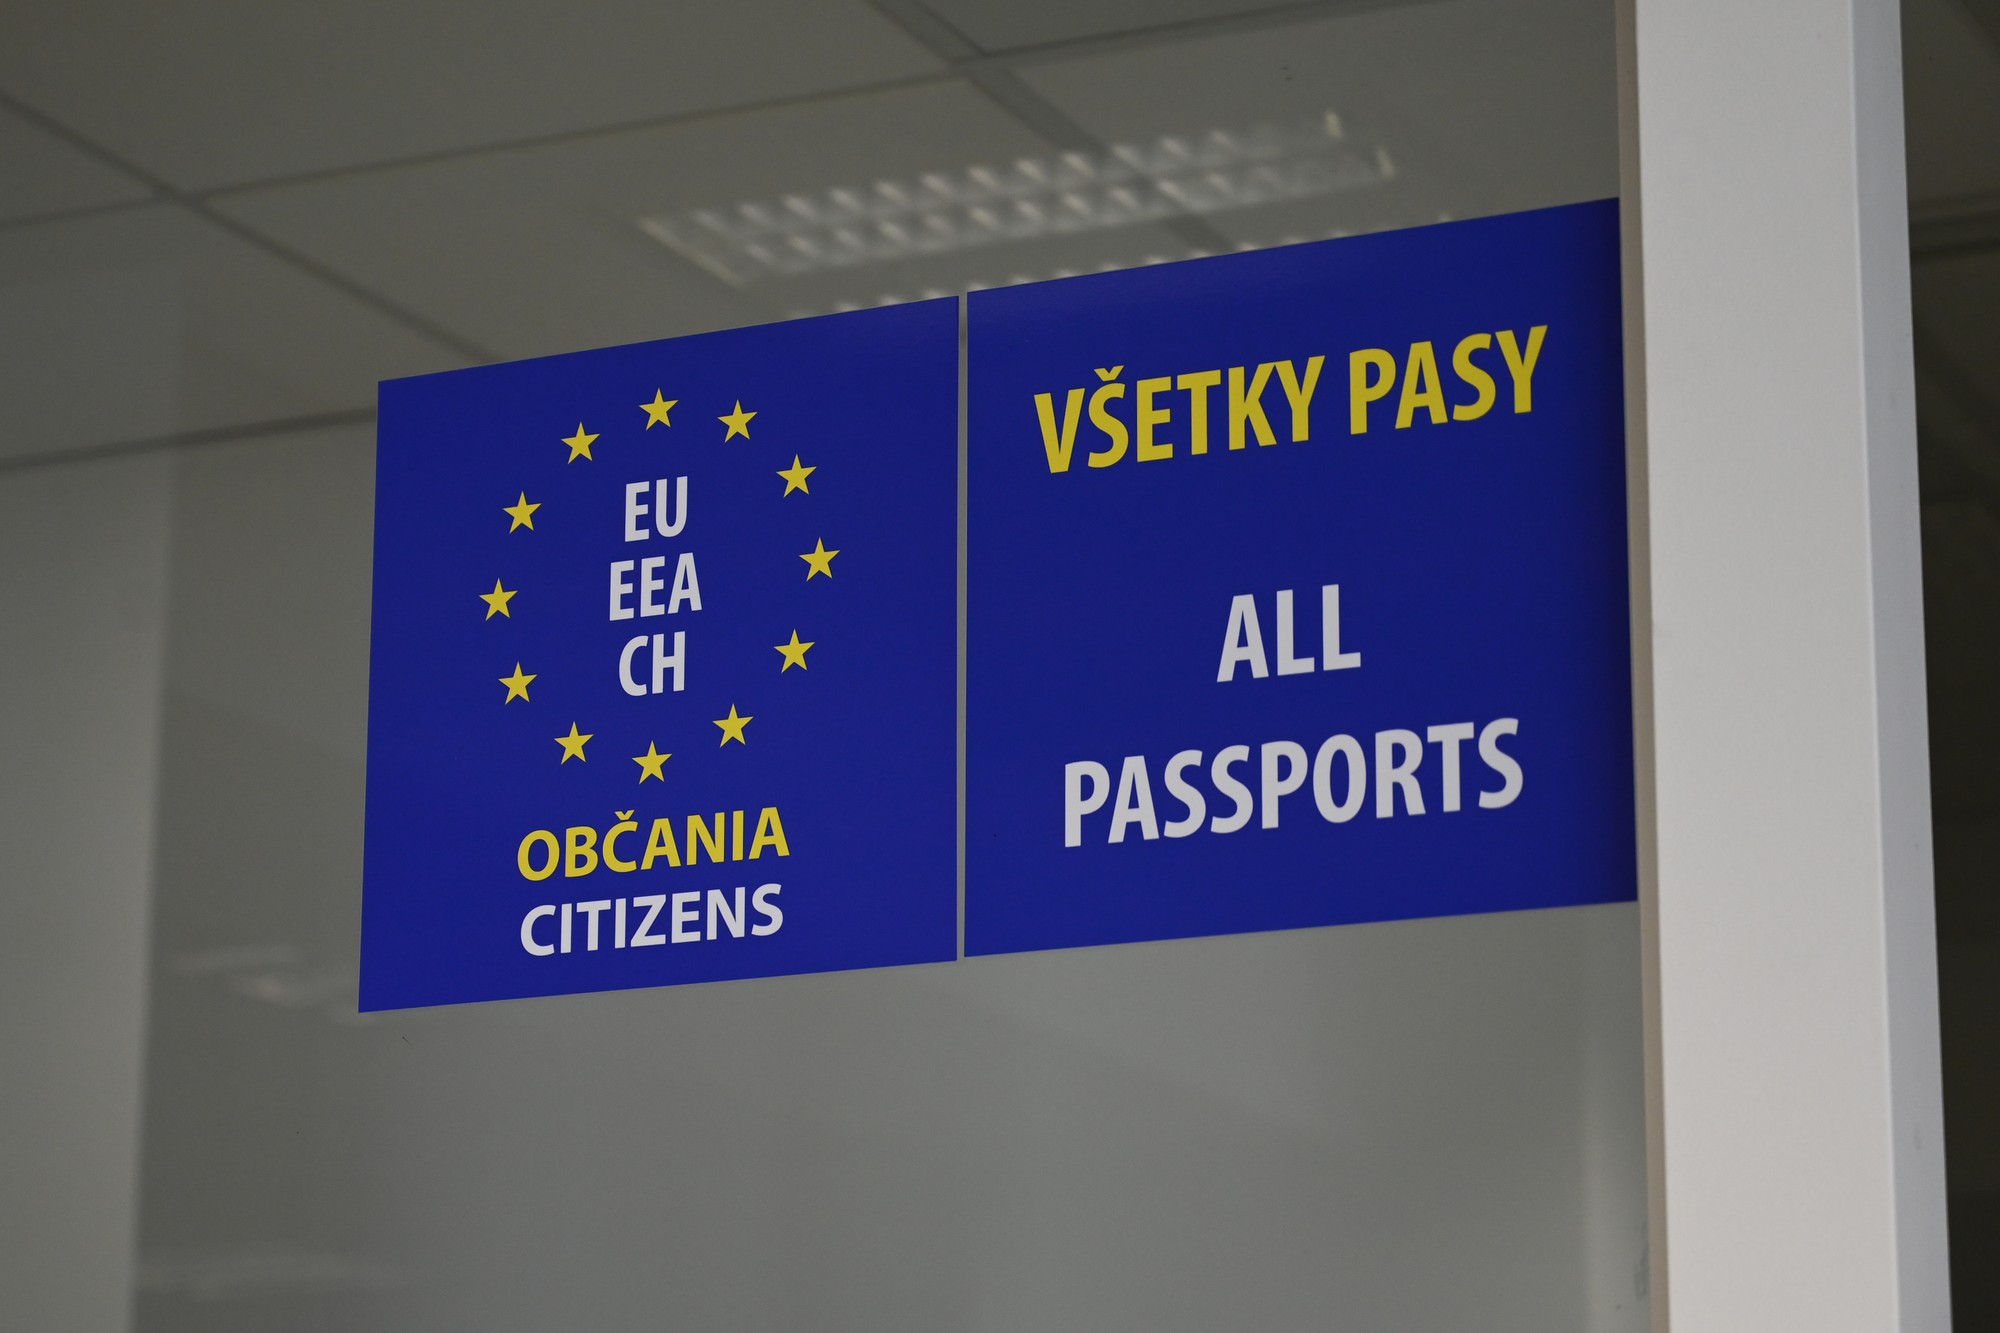 EU
EEA
CH
OBČANIA
CITIZENS
VŠETKY PASY
ALL
PASSPORTS